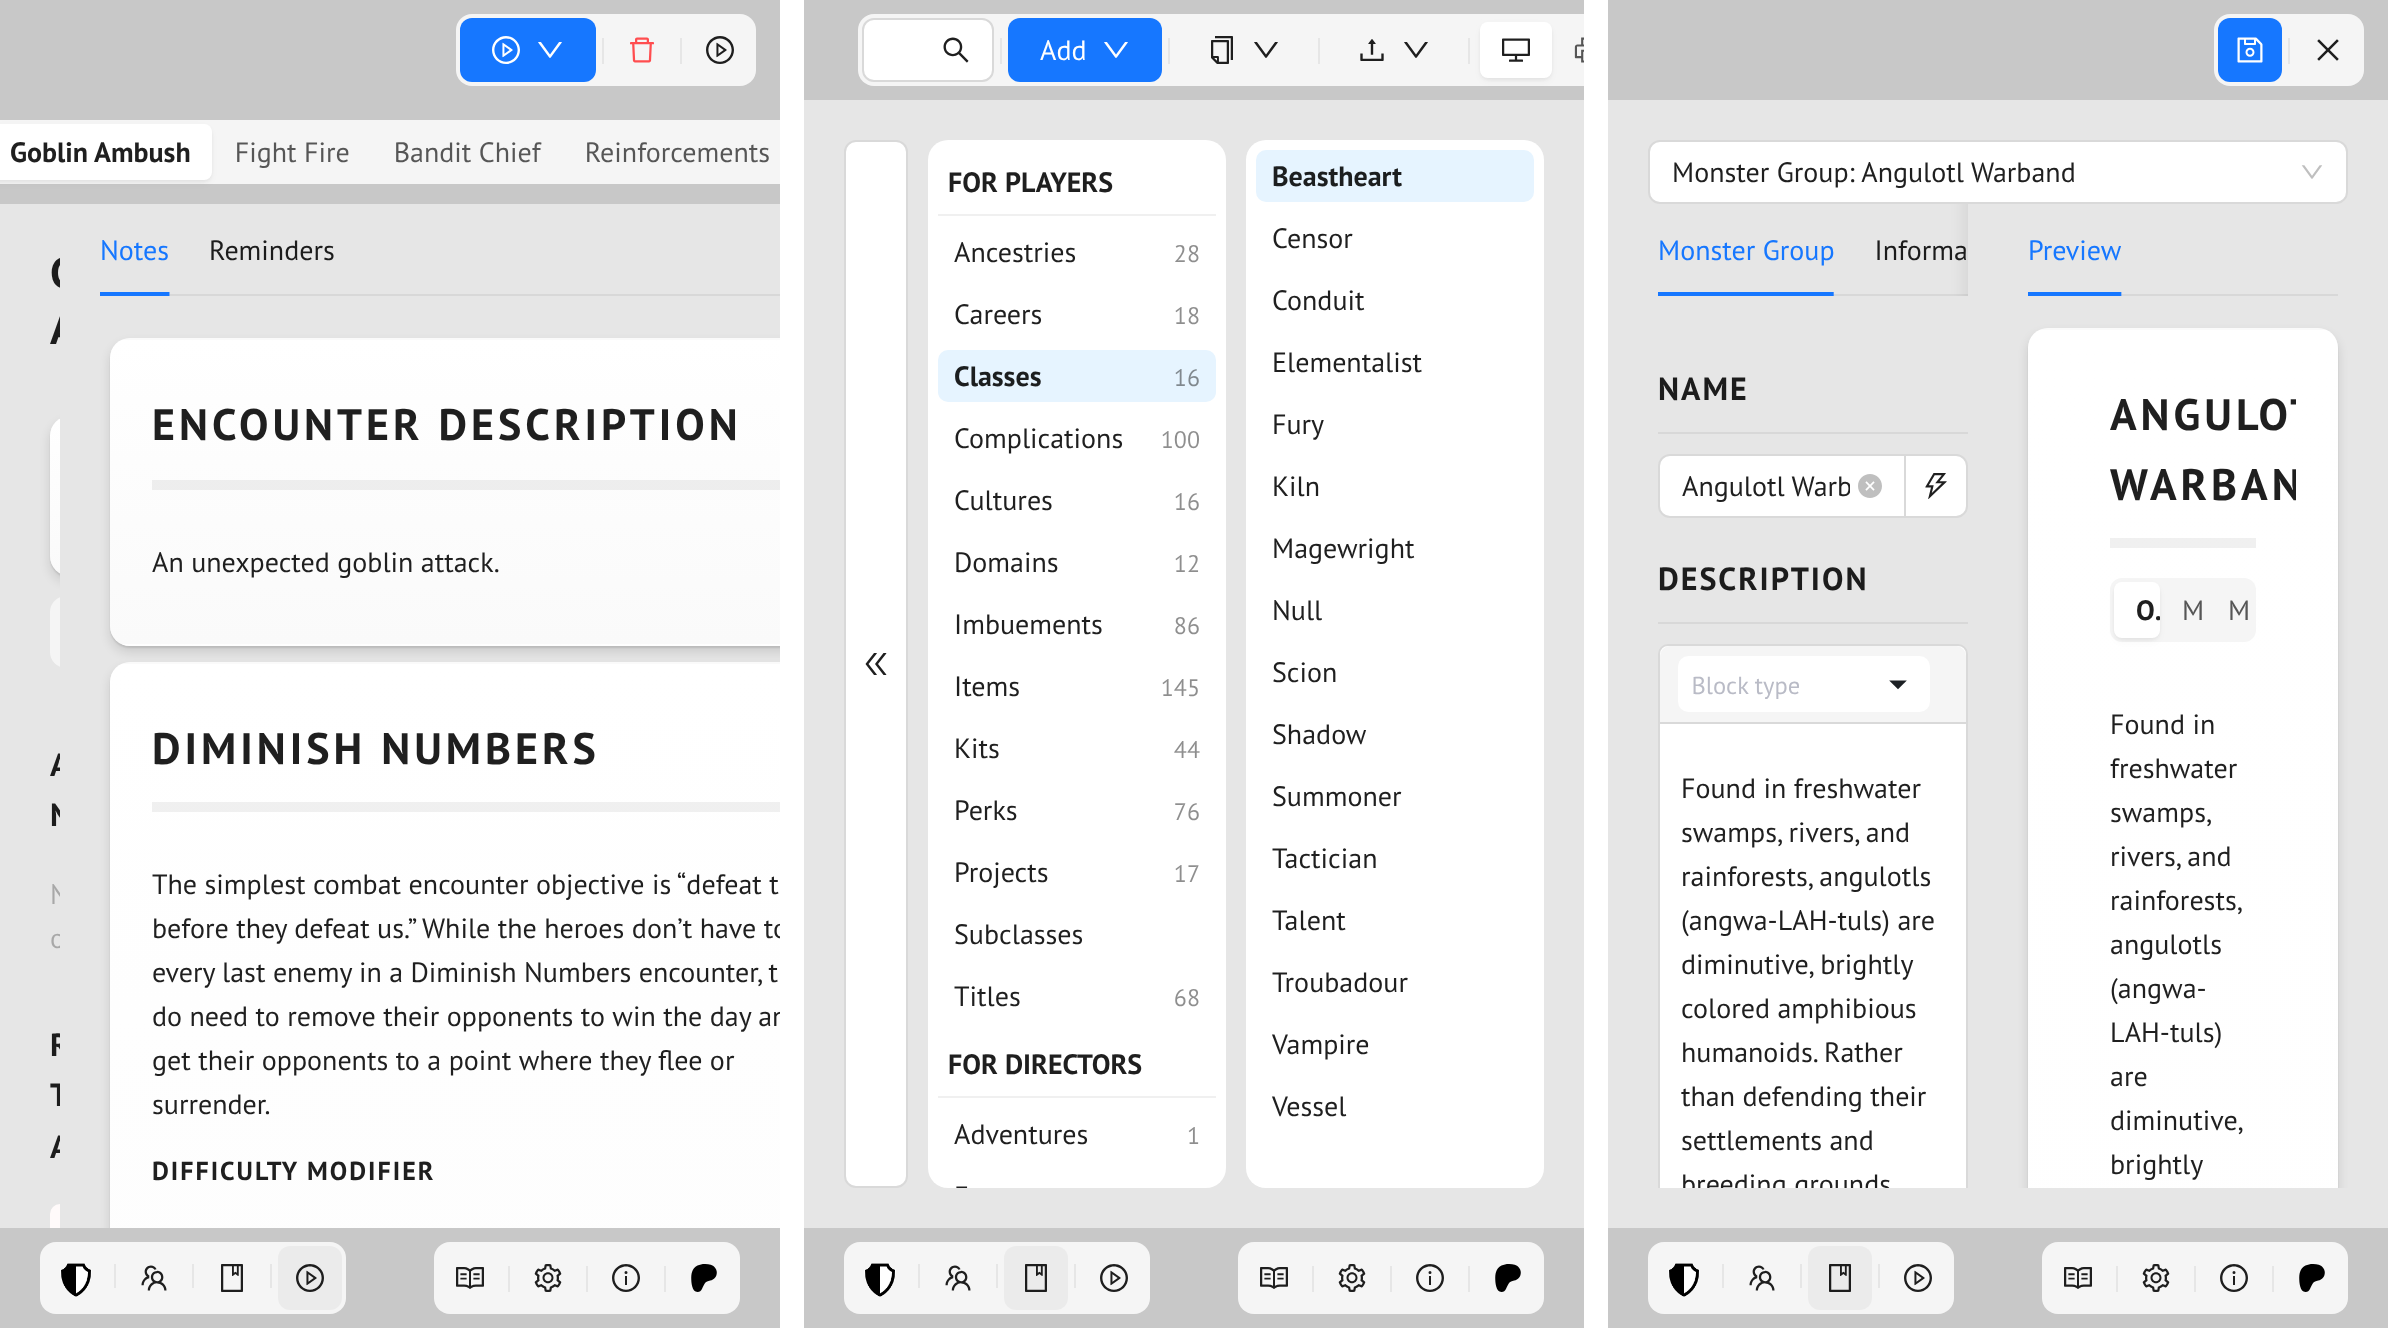 Goblin Ambush
Fight Fire
Bandit Chief
Reinforcements
Notes
Reminders
ENCOUNTER DESCRIPTION
An unexpected goblin attack.
DIMINISH NUMBERS
The simplest combat encounter objective is “defeat t
before they defeat us.” While the heroes don’t have to
every last enemy in a Diminish Numbers encounter, t
do need to remove their opponents to win the day ar
get their opponents to a point where they flee or
surrender.
DIFFICULTY MODIFIER
Add
FOR PLAYERS
Ancestries 28
Careers 18
Classes 16
Complications 100
Cultures 16
Domains 12
Imbuements 86
Items 145
Kits 44
Perks 76
Projects 17
Subclasses
Titles 68
FOR DIRECTORS
Adventures 1
Beastheart
Censor
Conduit
Elementalist
Fury
Kiln
Magewright
Null
Scion
Shadow
Summoner
Tactician
Talent
Troubadour
Vampire
Vessel
Monster Group: Angulotl Warband
Monster Group
Informa
NAME
Angulotl Warb
DESCRIPTION
Block type
Found in freshwater
swamps, rivers, and
rainforests, angulotls
(angwa-LAH-tuls) are
diminutive, brightly
colored amphibious
humanoids. Rather
than defending their
settlements and
breeding grounds
Preview
ANGULOT
WARBAN
O. M M
Found in
freshwater
swamps,
rivers, and
rainforests,
angulotls
(angwa-
LAH-tuls)
are
diminutive,
brightly